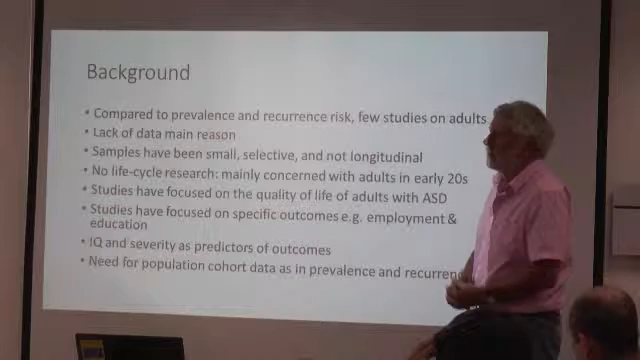 Background
• Compared to prevalence and recurrence risk, few studies on adults
• Lack of data main reason
• Samples have been small, selective, and not longitudinal
• No life-cycle research: mainly concerned with adults in early 20s
• Studies have focused on the quality of life of adults with ASD
• Studies have focused on specific outcomes e.g. employment &
education
• IQ and severity as predictors of outcomes
• Need for population cohort data as in prevalence and